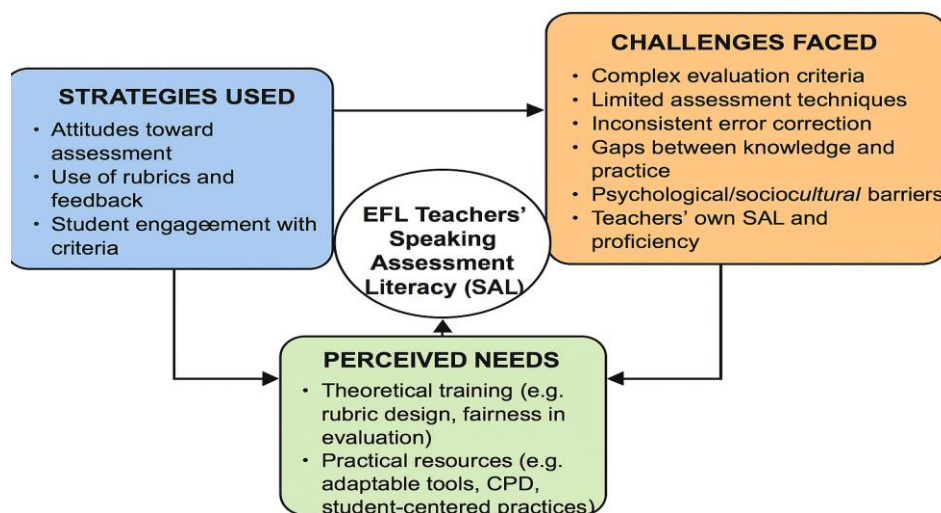 STRATEGIES USED
• Attitudes toward
assessment
• Use of rubrics and
feedback
• Student engagement with
criteria
CHALLENGES FACED
• Complex evaluation criteria
• Limited assessment techniques
• Inconsistent error correction
• Gaps between knowledge and
practice
• Psychological/sociocultural barriers
• Teachers' own SAL and
proficiency
EFL Teachers'
Speaking
Assessment
Literacy (SAL)
PERCEIVED NEEDS
• Theoretical training (e.g.
rubric design, fairness in
evaluation)
• Practical resources (e.g.
adaptable tools, CPD,
student-centered practices)